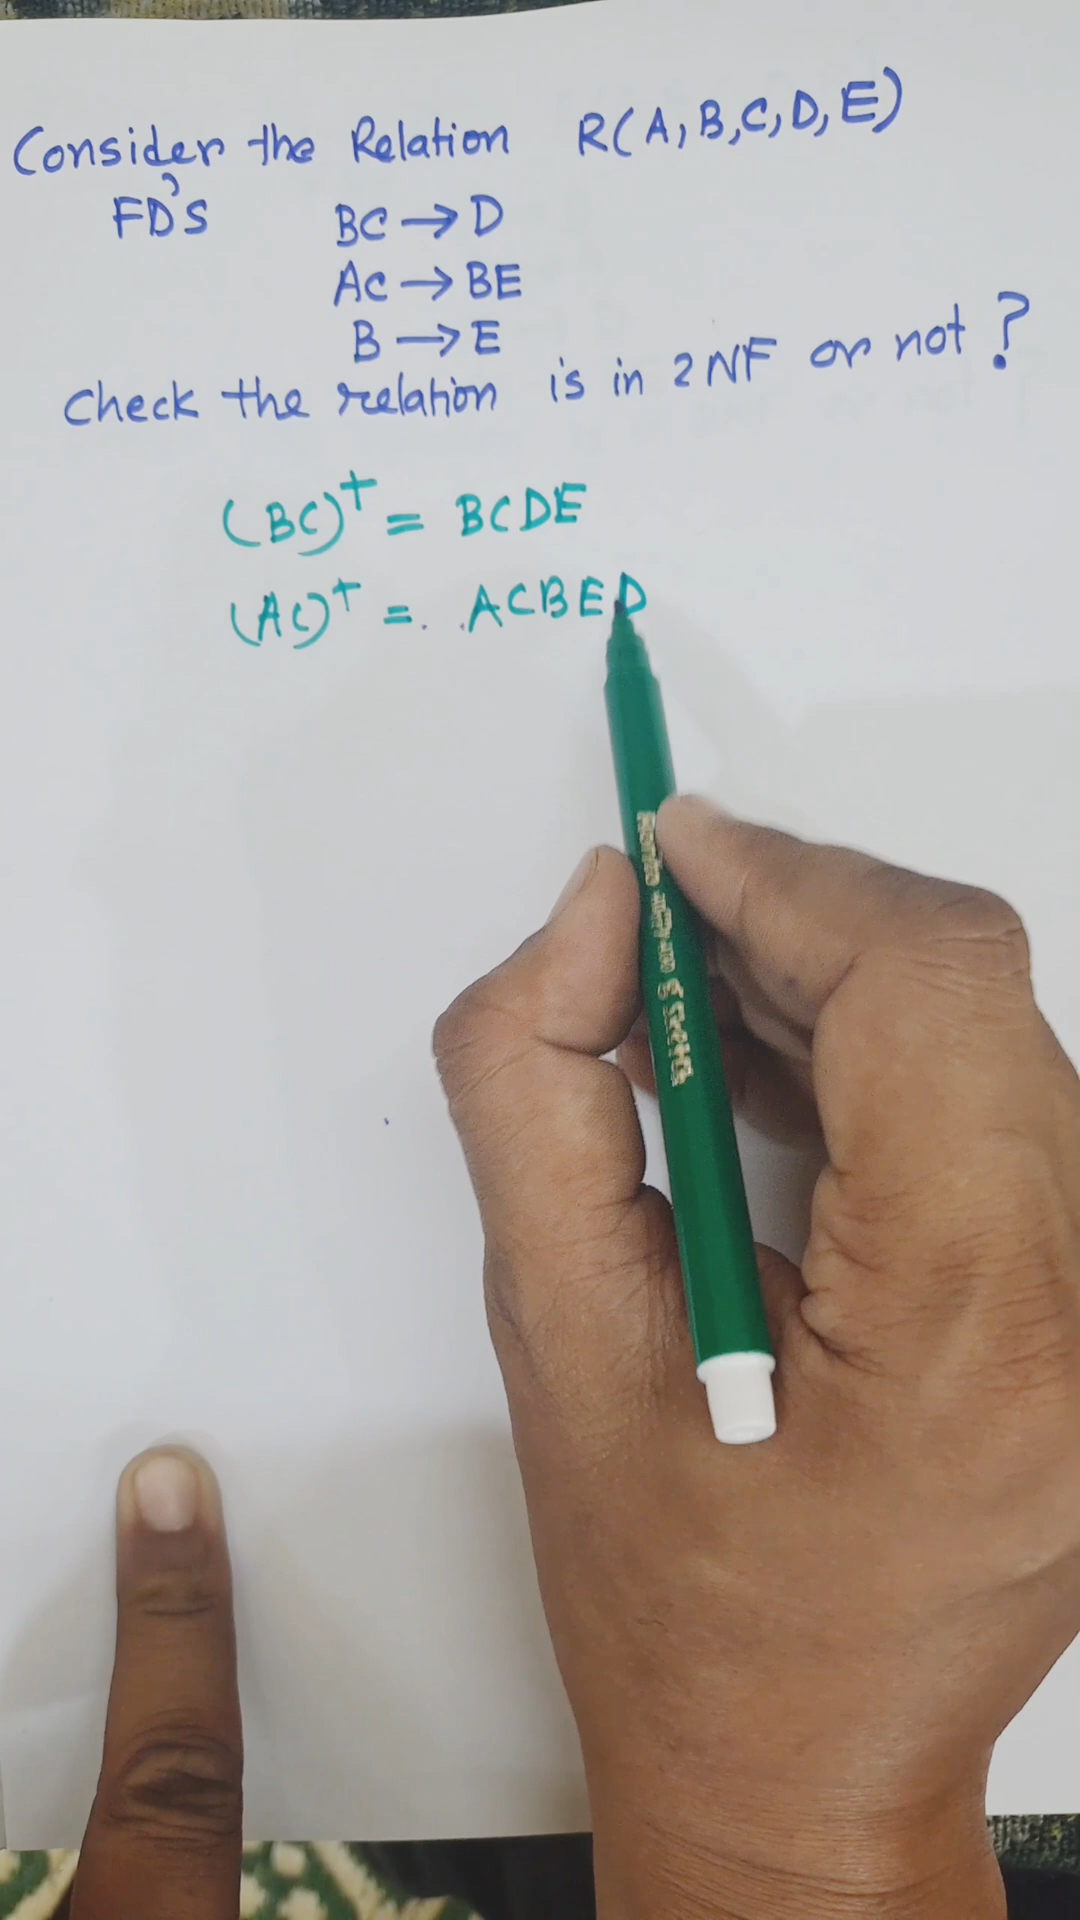 Consider the Relation R(A,B,C,D,E)
FD'S BC → D
AC → BE
B → E
Check the relation is in 2NF or not?
(BC)⁺ = BCDE
(AC)⁺ = ACBED